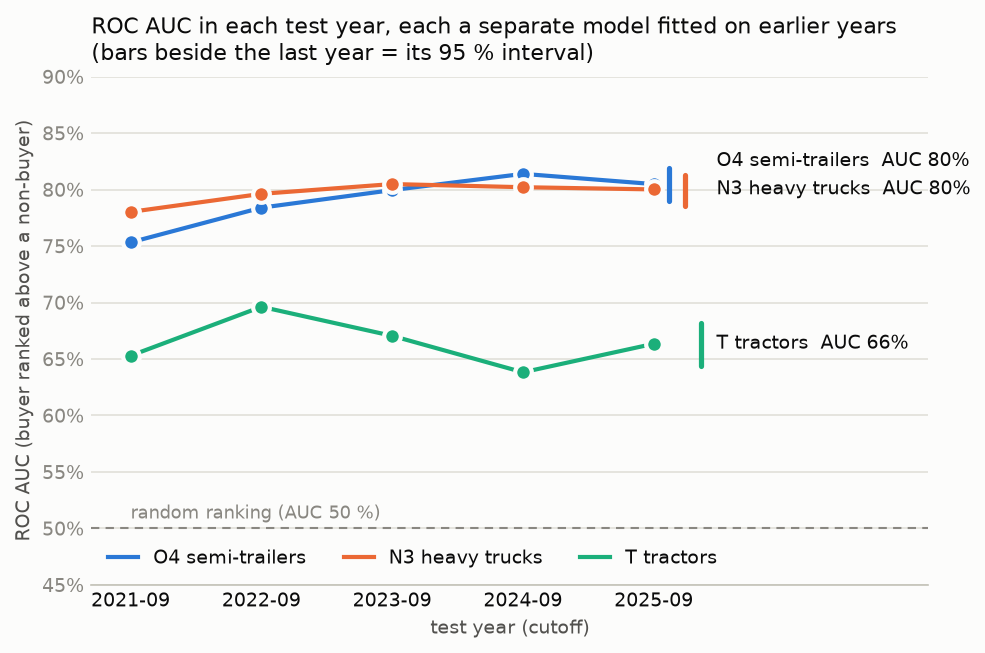 ROC AUC in each test year, each a separate model fitted on earlier years
(bars beside the last year = its 95 % interval)
ROC AUC (buyer ranked above a non-buyer)
90%
85%
80%
75%
70%
65%
60%
55%
50%
45%
O4 semi-trailers AUC 80%
N3 heavy trucks AUC 80%
T tractors AUC 66%
random ranking (AUC 50 %)
O4 semi-trailers N3 heavy trucks T tractors
2021-09 2022-09 2023-09 2024-09 2025-09
test year (cutoff)